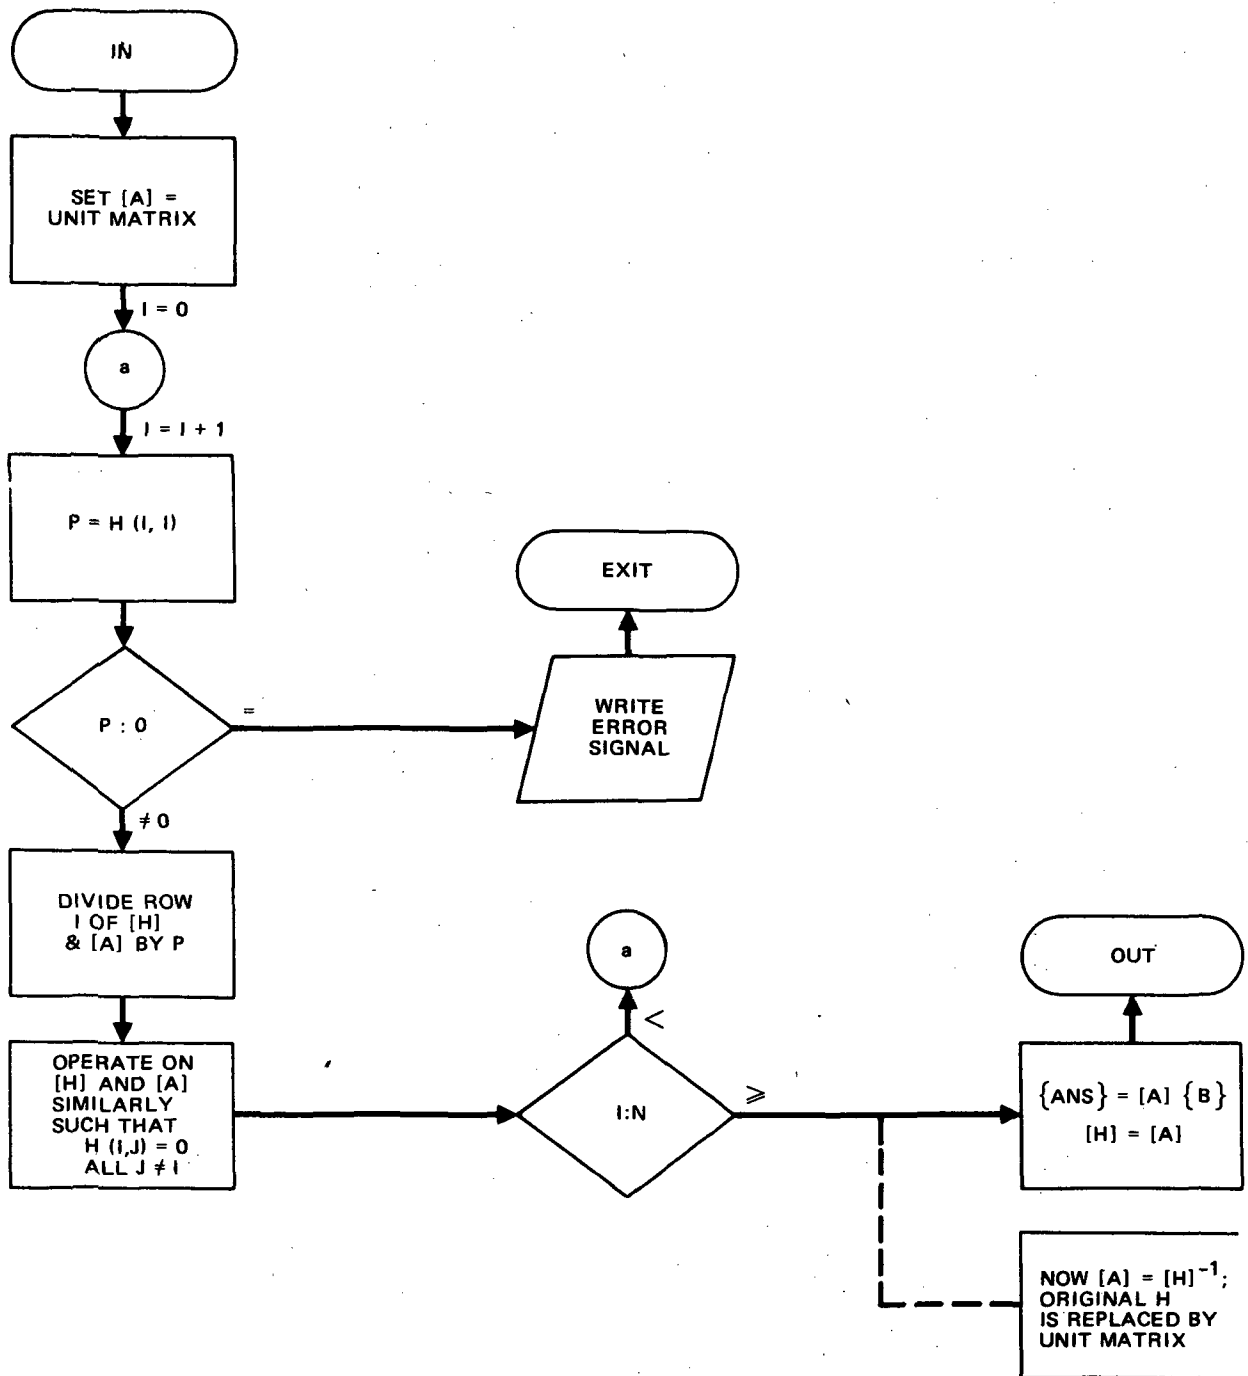 IN
SET [A] =
UNIT MATRIX
I = 0
a
I = I + 1
P = H (I, I)
P : 0
=
EXIT
WRITE
ERROR
SIGNAL
≠ 0
DIVIDE ROW
I OF [H]
& [A] BY P
OPERATE ON
[H] AND [A]
SIMILARLY
SUCH THAT
H (I,J) = 0
ALL J ≠ I
a
<
I:N
≥
OUT
{ANS} = [A] {B}
[H] = [A]
NOW [A] = [H]⁻¹;
ORIGINAL H
IS REPLACED BY
UNIT MATRIX